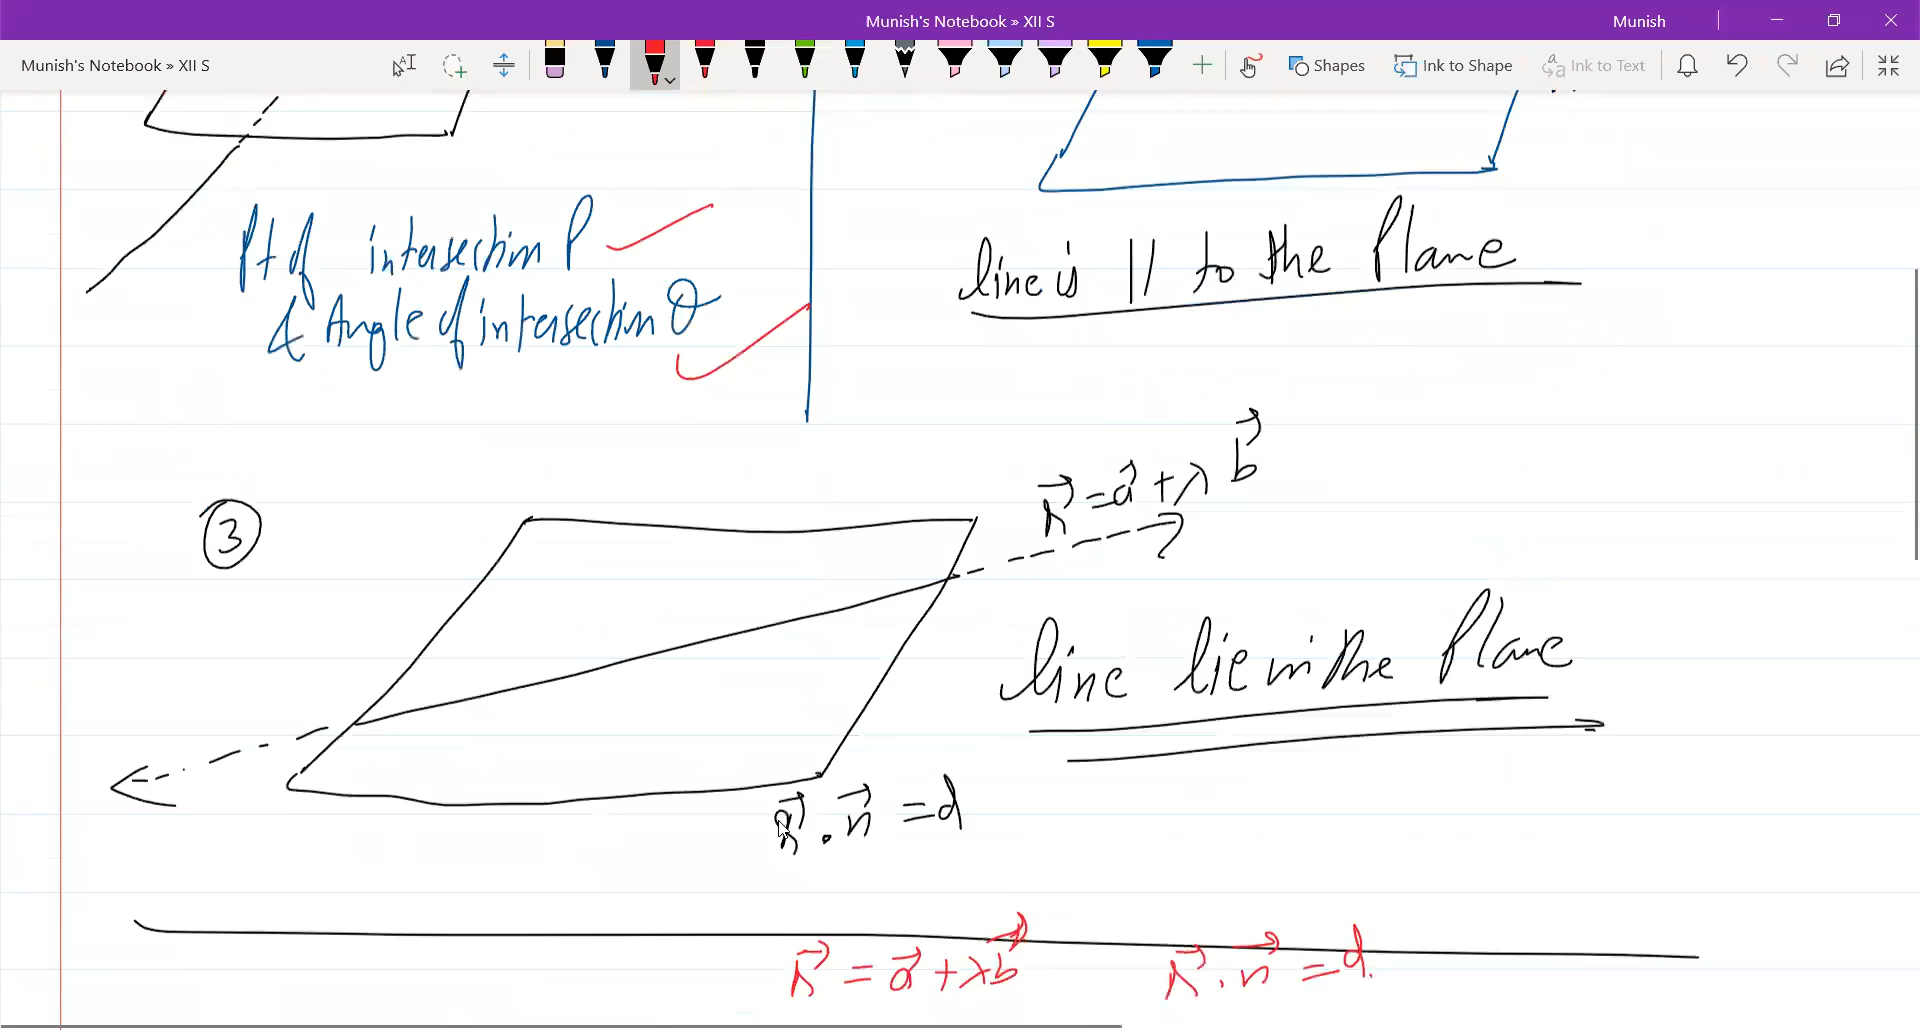 Munish's Notebook » XII S
Munish
Munish's Notebook » XII S
Shapes
Ink to Shape
Ink to Text
Pt of intersection P
& Angle of intersection θ
line is || to the Plane
③
r⃗ = a⃗ + λ b⃗
line lie in the Plane
r⃗ . n⃗ = d
r⃗ = a⃗ + λb⃗
r⃗ . n⃗ = d.